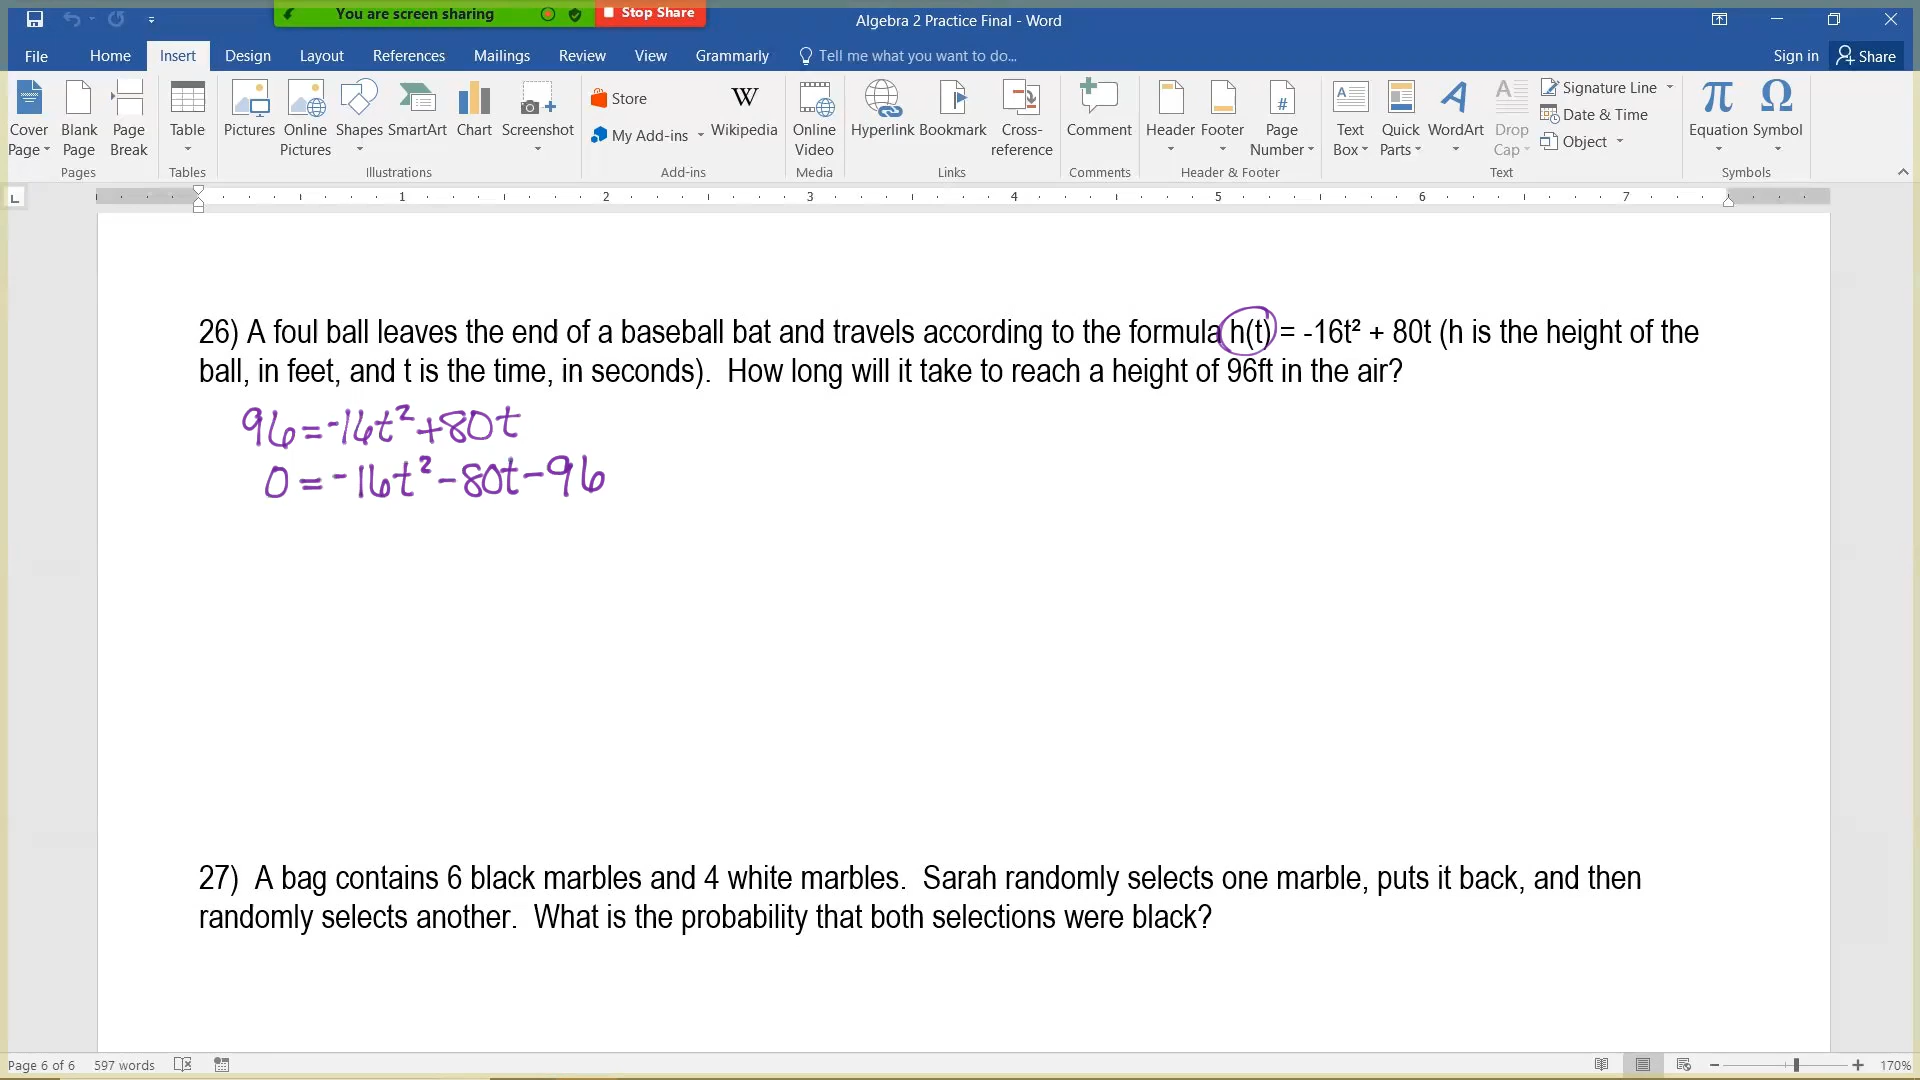 You are screen sharing
Stop Share
Algebra 2 Practice Final - Word
File Home Insert Design Layout References Mailings Review View Grammarly Tell me what you want to do... Sign in Share
Cover Page
Blank Page
Page Break
Pages
Table
Tables
Pictures
Online Pictures
Shapes
SmartArt
Chart
Screenshot
Illustrations
Store
My Add-ins
Wikipedia
Add-ins
Online Video
Media
Hyperlink
Bookmark
Cross-reference
Links
Comment
Comments
Header
Footer
Page Number
Header & Footer
Text Box
Quick Parts
WordArt
Drop Cap
Signature Line
Date & Time
Object
Text
Equation
Symbol
Symbols
1 2 3 4 5 6 7
26) A foul ball leaves the end of a baseball bat and travels according to the formula h(t) = -16t² + 80t (h is the height of the
ball, in feet, and t is the time, in seconds). How long will it take to reach a height of 96ft in the air?
96=-16t²+80t
0=-16t²-80t-96
27) A bag contains 6 black marbles and 4 white marbles. Sarah randomly selects one marble, puts it back, and then
randomly selects another. What is the probability that both selections were black?
Page 6 of 6 597 words 170%